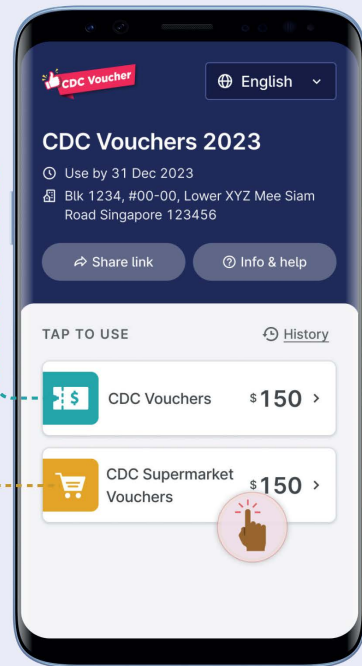 CDC Voucher
English
CDC Vouchers 2023
Use by 31 Dec 2023
Blk 1234, #00-00, Lower XYZ Mee Siam
Road Singapore 123456
Share link
Info & help
TAP TO USE
History
$
CDC Vouchers
$150
CDC Supermarket
Vouchers
$150